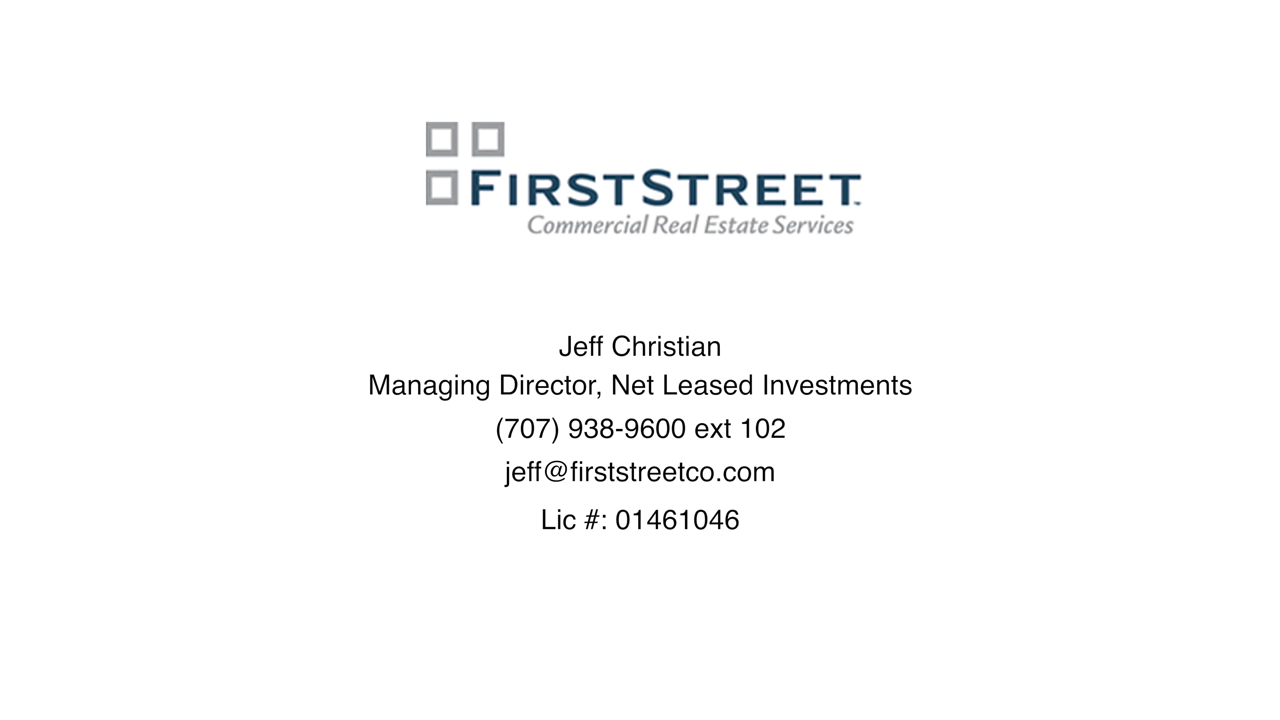 FIRSTSTREET
Commercial Real Estate Services
Jeff Christian
Managing Director, Net Leased Investments
(707) 938-9600 ext 102
jeff@firststreetco.com
Lic #: 01461046